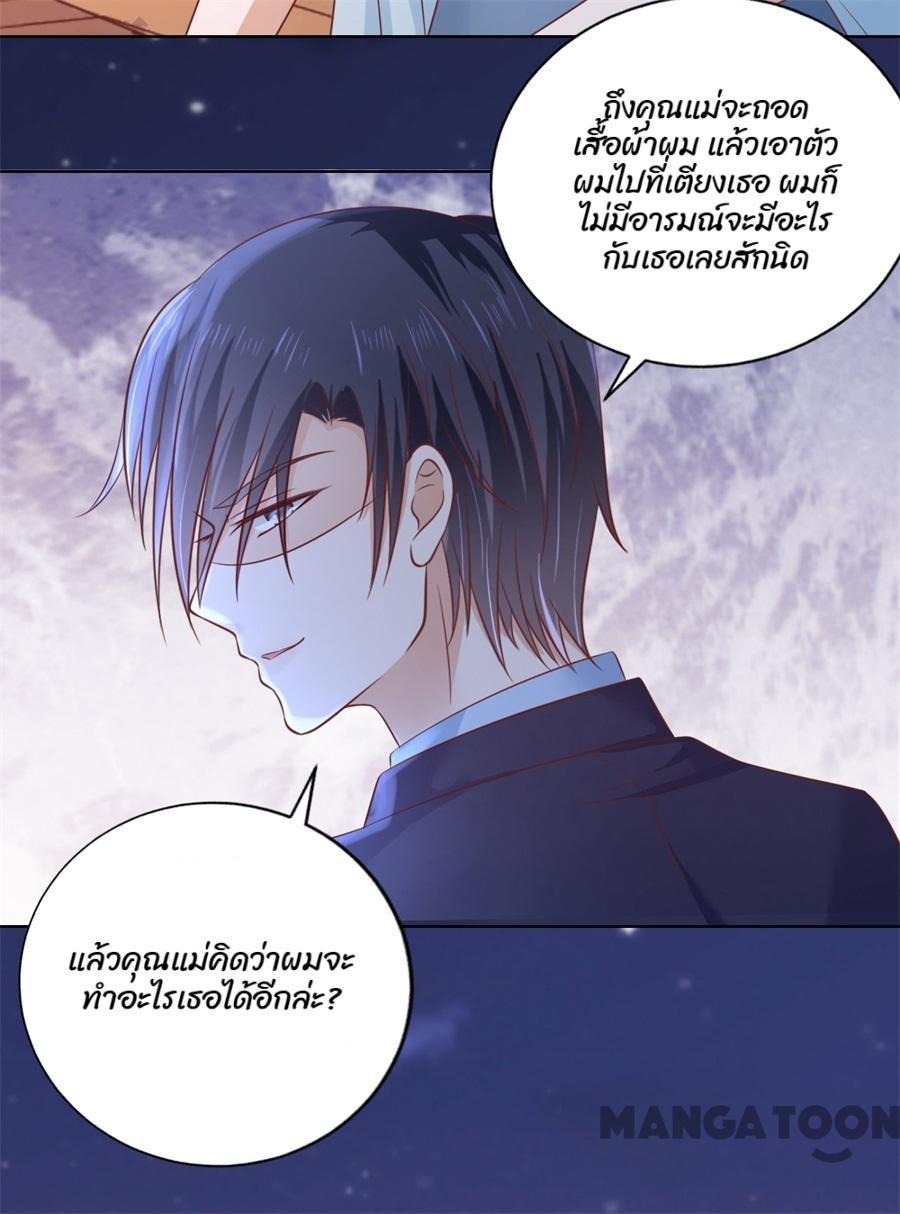 ถึงคุณแม่จะถอด
เสื้อผ้าผม แล้วเอาตัว
ผมไปที่เตียงเธอ ผมก็
ไม่มีอารมณ์จะมีอะไร
กับเธอเลยสักนิด
แล้วคุณแม่คิดว่าผมจะ
ทำอะไรเธอได้อีกล่ะ?
MANGATOON